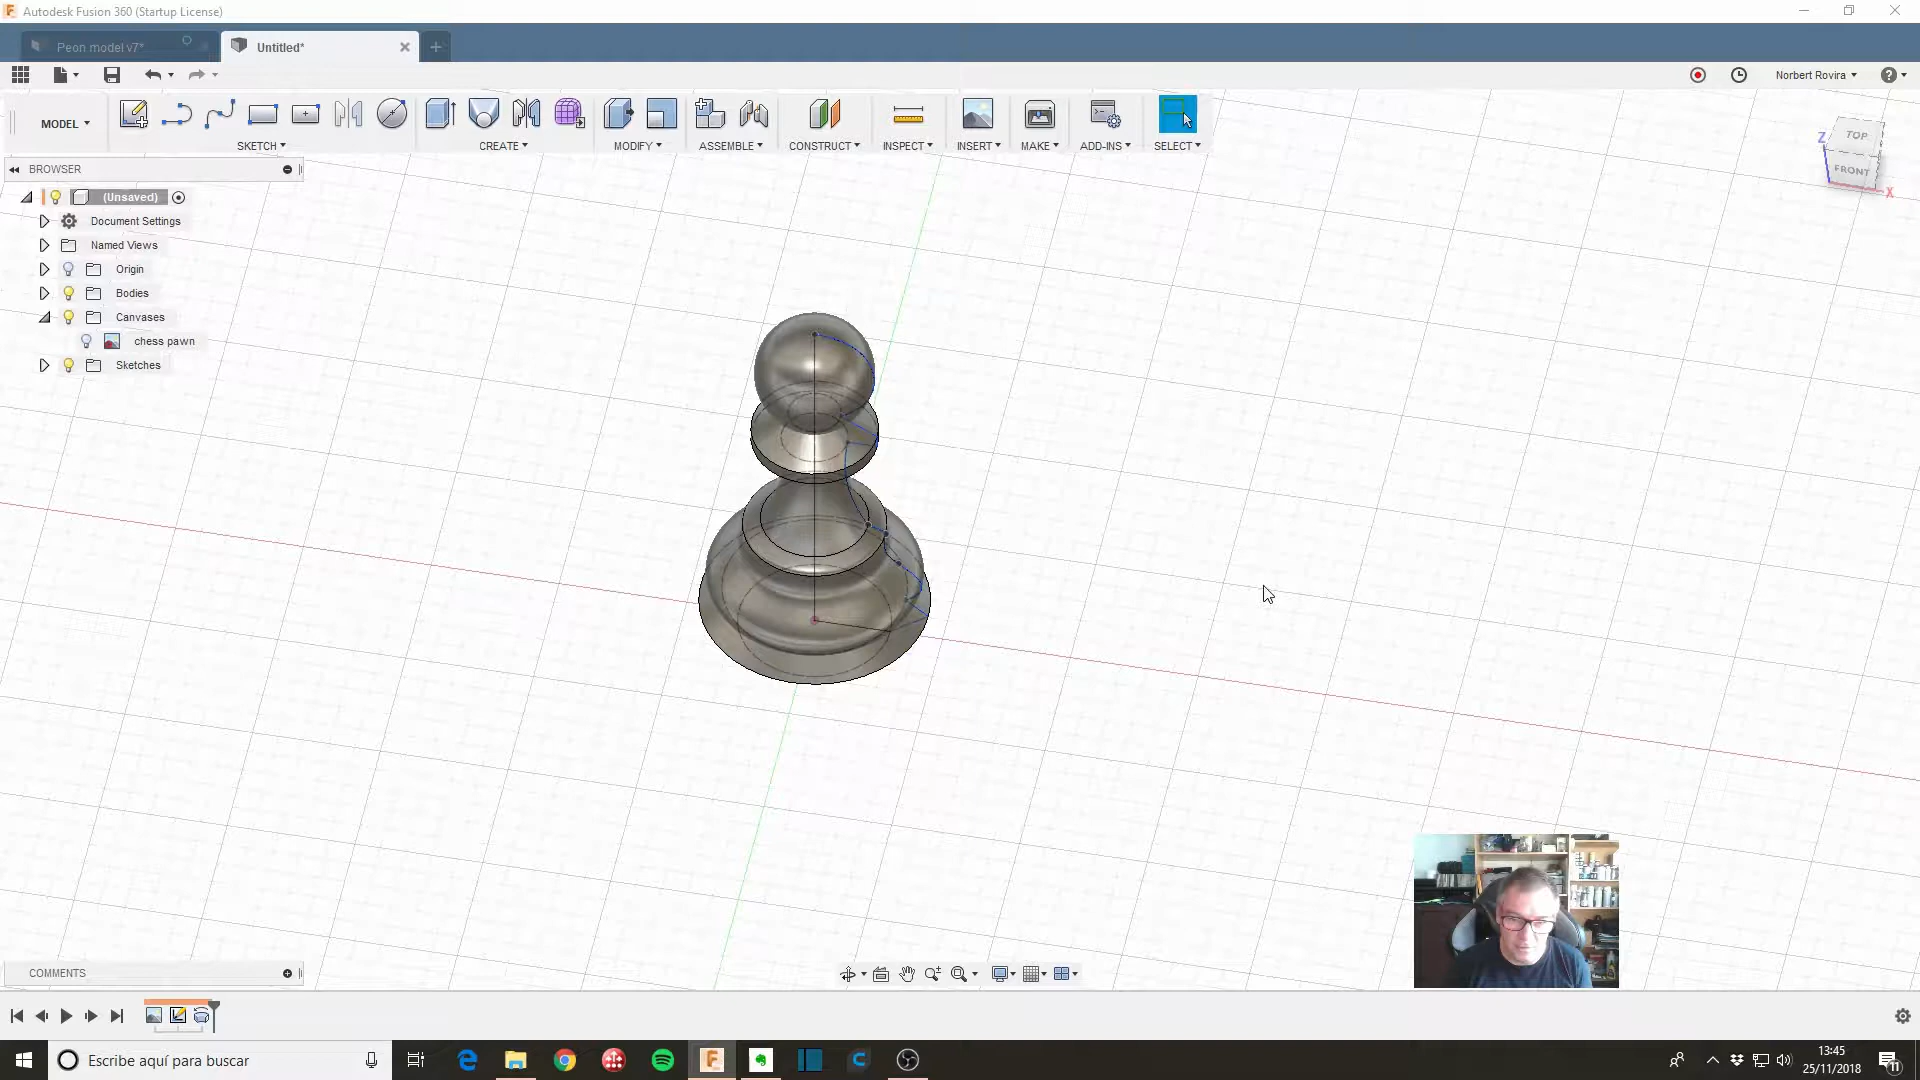 Autodesk Fusion 360 (Startup License)
Peon model v7*
Untitled*
Norbert Rovira
MODEL
SKETCH
CREATE
MODIFY
ASSEMBLE
CONSTRUCT
INSPECT
INSERT
MAKE
ADD-INS
SELECT
TOP
FRONT
Z
X
BROWSER
(Unsaved)
Document Settings
Named Views
Origin
Bodies
Canvases
chess pawn
Sketches
COMMENTS
Escribe aquí para buscar
13:45
25/11/2018
11